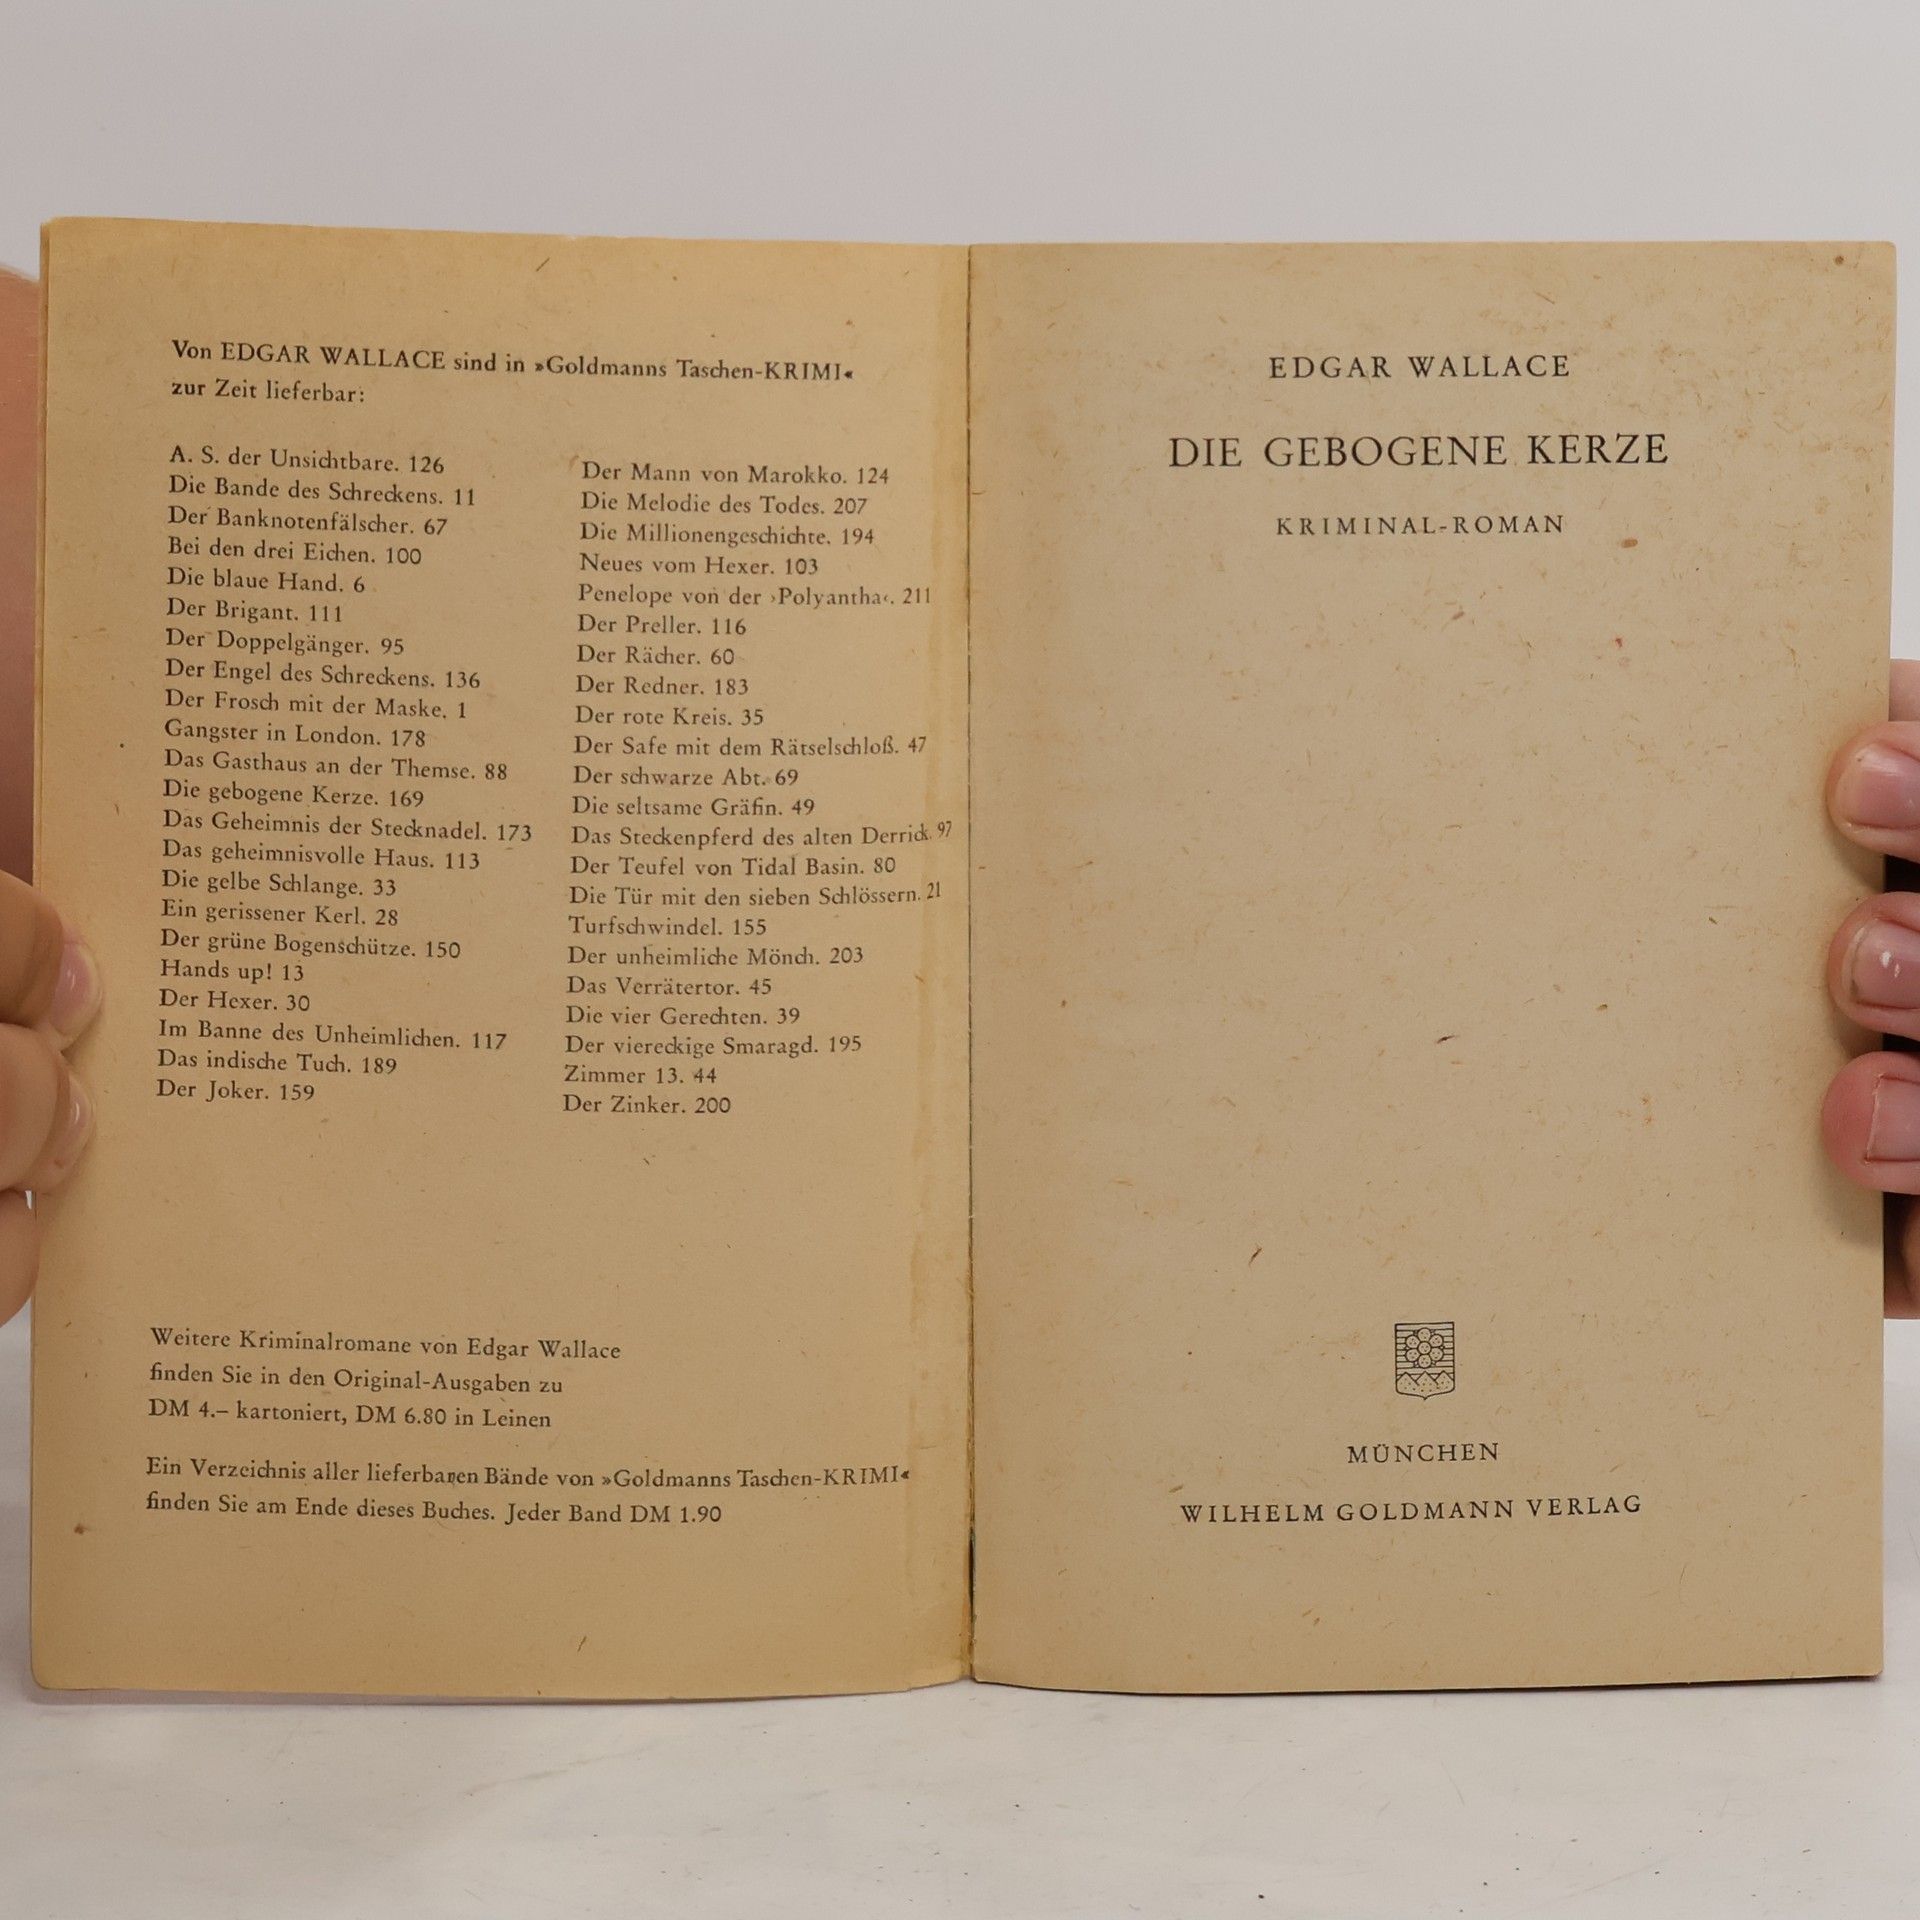 Von EDGAR WALLACE sind in »Goldmanns Taschen-KRIMI«
zur Zeit lieferbar:
A. S. der Unsichtbare. 126
Die Bande des Schreckens. 11
Der Banknotenfälscher. 67
Bei den drei Eichen. 100
Die blaue Hand. 6
Der Brigant. 111
Der Doppelgänger. 95
Der Engel des Schreckens. 136
Der Frosch mit der Maske. 1
Gangster in London. 178
Das Gasthaus an der Themse. 88
Die gebogene Kerze. 169
Das Geheimnis der Stecknadel. 173
Das geheimnisvolle Haus. 113
Die gelbe Schlange. 33
Ein gerissener Kerl. 28
Der grüne Bogenschütze. 150
Hands up! 13
Der Hexer. 30
Im Banne des Unheimlichen. 117
Das indische Tuch. 189
Der Joker. 159
Der Mann von Marokko. 124
Die Melodie des Todes. 207
Die Millionengeschichte. 194
Neues vom Hexer. 103
Penelope von der ›Polyantha‹. 211
Der Preller. 116
Der Rächer. 60
Der Redner. 183
Der rote Kreis. 35
Der Safe mit dem Rätselschloß. 47
Der schwarze Abt. 69
Die seltsame Gräfin. 49
Das Steckenpferd des alten Derrick. 97
Der Teufel von Tidal Basin. 80
Die Tür mit den sieben Schlössern. 21
Turfschwindel. 155
Der unheimliche Mönch. 203
Das Verrätertor. 45
Die vier Gerechten. 39
Der viereckige Smaragd. 195
Zimmer 13. 44
Der Zinker. 200
Weitere Kriminalromane von Edgar Wallace
finden Sie in den Original-Ausgaben zu
DM 4.– kartoniert, DM 6.80 in Leinen
Ein Verzeichnis aller lieferbaren Bände von »Goldmanns Taschen-KRIMI«
finden Sie am Ende dieses Buches. Jeder Band DM 1.90
EDGAR WALLACE
DIE GEBOGENE KERZE
KRIMINAL-ROMAN
MÜNCHEN
WILHELM GOLDMANN VERLAG